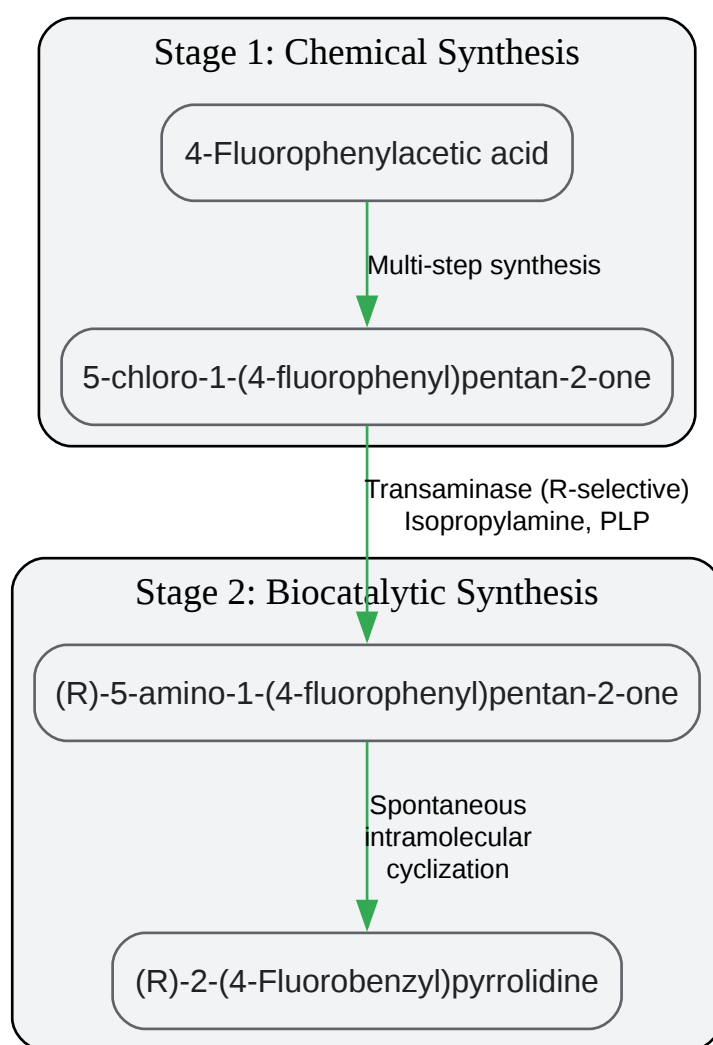 Stage 1: Chemical Synthesis
4-Fluorophenylacetic acid
Multi-step synthesis
5-chloro-1-(4-fluorophenyl)pentan-2-one
Transaminase (R-selective)
Isopropylamine, PLP
Stage 2: Biocatalytic Synthesis
(R)-5-amino-1-(4-fluorophenyl)pentan-2-one
Spontaneous
intramolecular
cyclization
(R)-2-(4-Fluorobenzyl)pyrrolidine